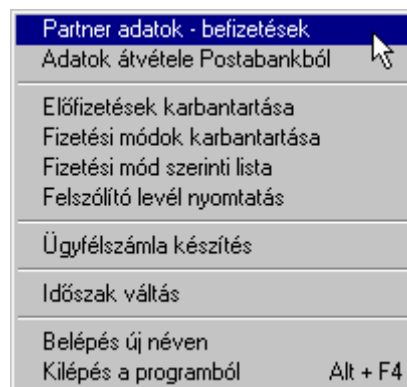 Partner adatok - befizetések
Adatok átvétele Postabankból
Előfizetések karbantartása
Fizetési módok karbantartása
Fizetési mód szerinti lista
Felszólító levél nyomtatás
Ügyfélszámla készítés
Időszak váltás
Belépés új néven
Kilépés a programból Alt + F4